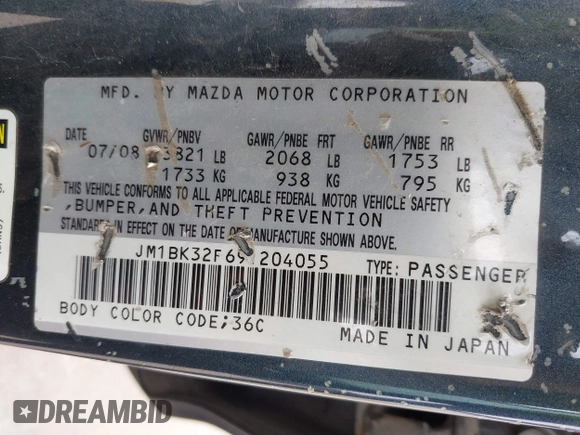 MFD. BY MAZDA MOTOR CORPORATION
DATE GVWR/PNBV GAWR/PNBE FRT GAWR/PNBE RR
07/08 3821 LB 2068 LB 1753 LB
1733 KG 938 KG 795 KG
THIS VEHICLE CONFORMS TO ALL APPLICABLE FEDERAL MOTOR VEHICLE SAFETY
,BUMPER,AND THEFT PREVENTION
STANDARDS IN EFFECT ON THE DATE OF MANUFACTURE SHOWN ABOVE.
JM1BK32F691204055 TYPE: PASSENGER
BODY COLOR CODE;36C
MADE IN JAPAN
DREAMBID